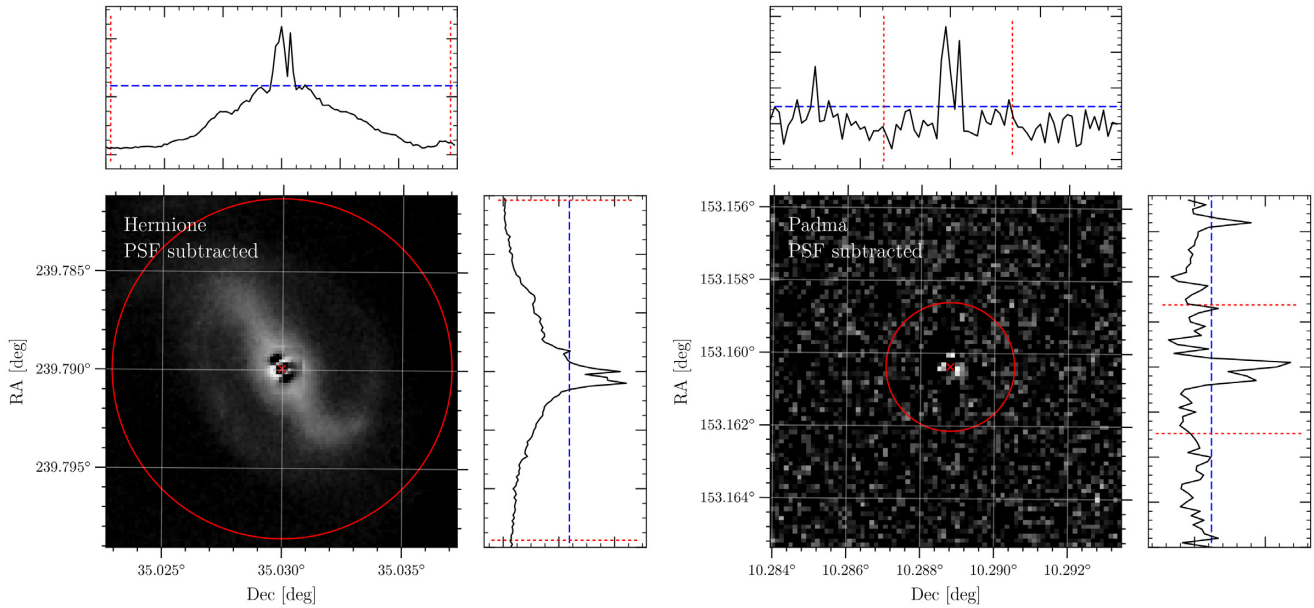 Hermione
PSF subtracted
239.785°
239.790°
239.795°
RA [deg]
35.025°
35.030°
35.035°
Dec [deg]
Padma
PSF subtracted
153.156°
153.158°
153.160°
153.162°
153.164°
RA [deg]
10.284°
10.286°
10.288°
10.290°
10.292°
Dec [deg]